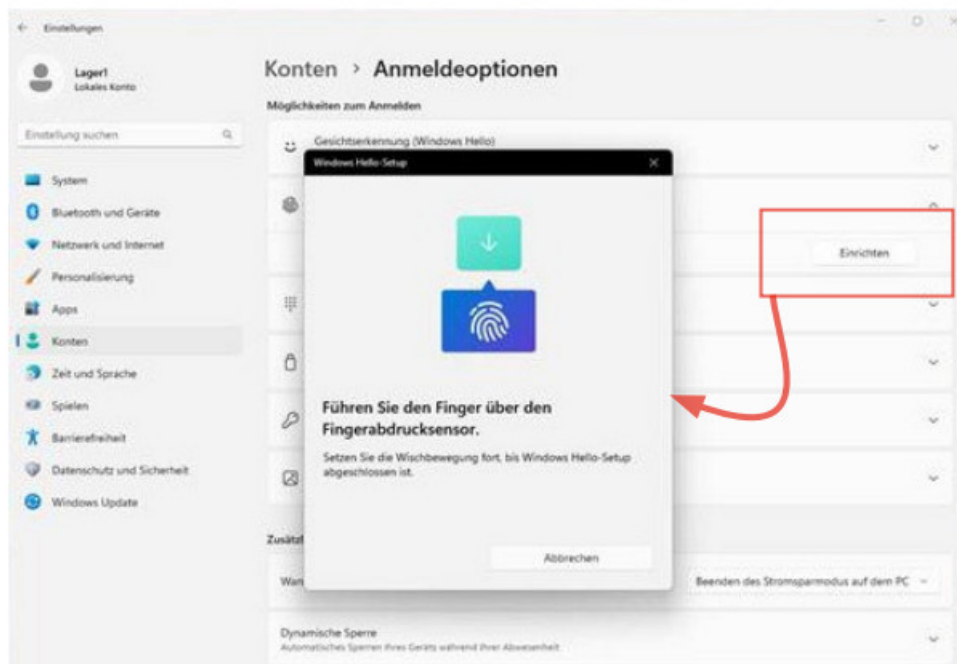 Einstellungen
Lager1
Lokales Konto
Einstellung suchen
System
Bluetooth und Geräte
Netzwerk und Internet
Personalisierung
Apps
Konten
Zeit und Sprache
Spielen
Barrierefreiheit
Datenschutz und Sicherheit
Windows Update
Konten > Anmeldeoptionen
Möglichkeiten zum Anmelden
Gesichtserkennung (Windows Hello)
Windows Hello-Setup
Einrichten
Führen Sie den Finger über den
Fingerabdrucksensor.
Setzen Sie die Wischbewegung fort, bis Windows Hello-Setup
abgeschlossen ist.
Abbrechen
Zusätzl
Wan
Beenden des Stromsparmodus auf dem PC
Dynamische Sperre
Automatisches Sperren Ihres Geräts während Ihrer Abwesenheit